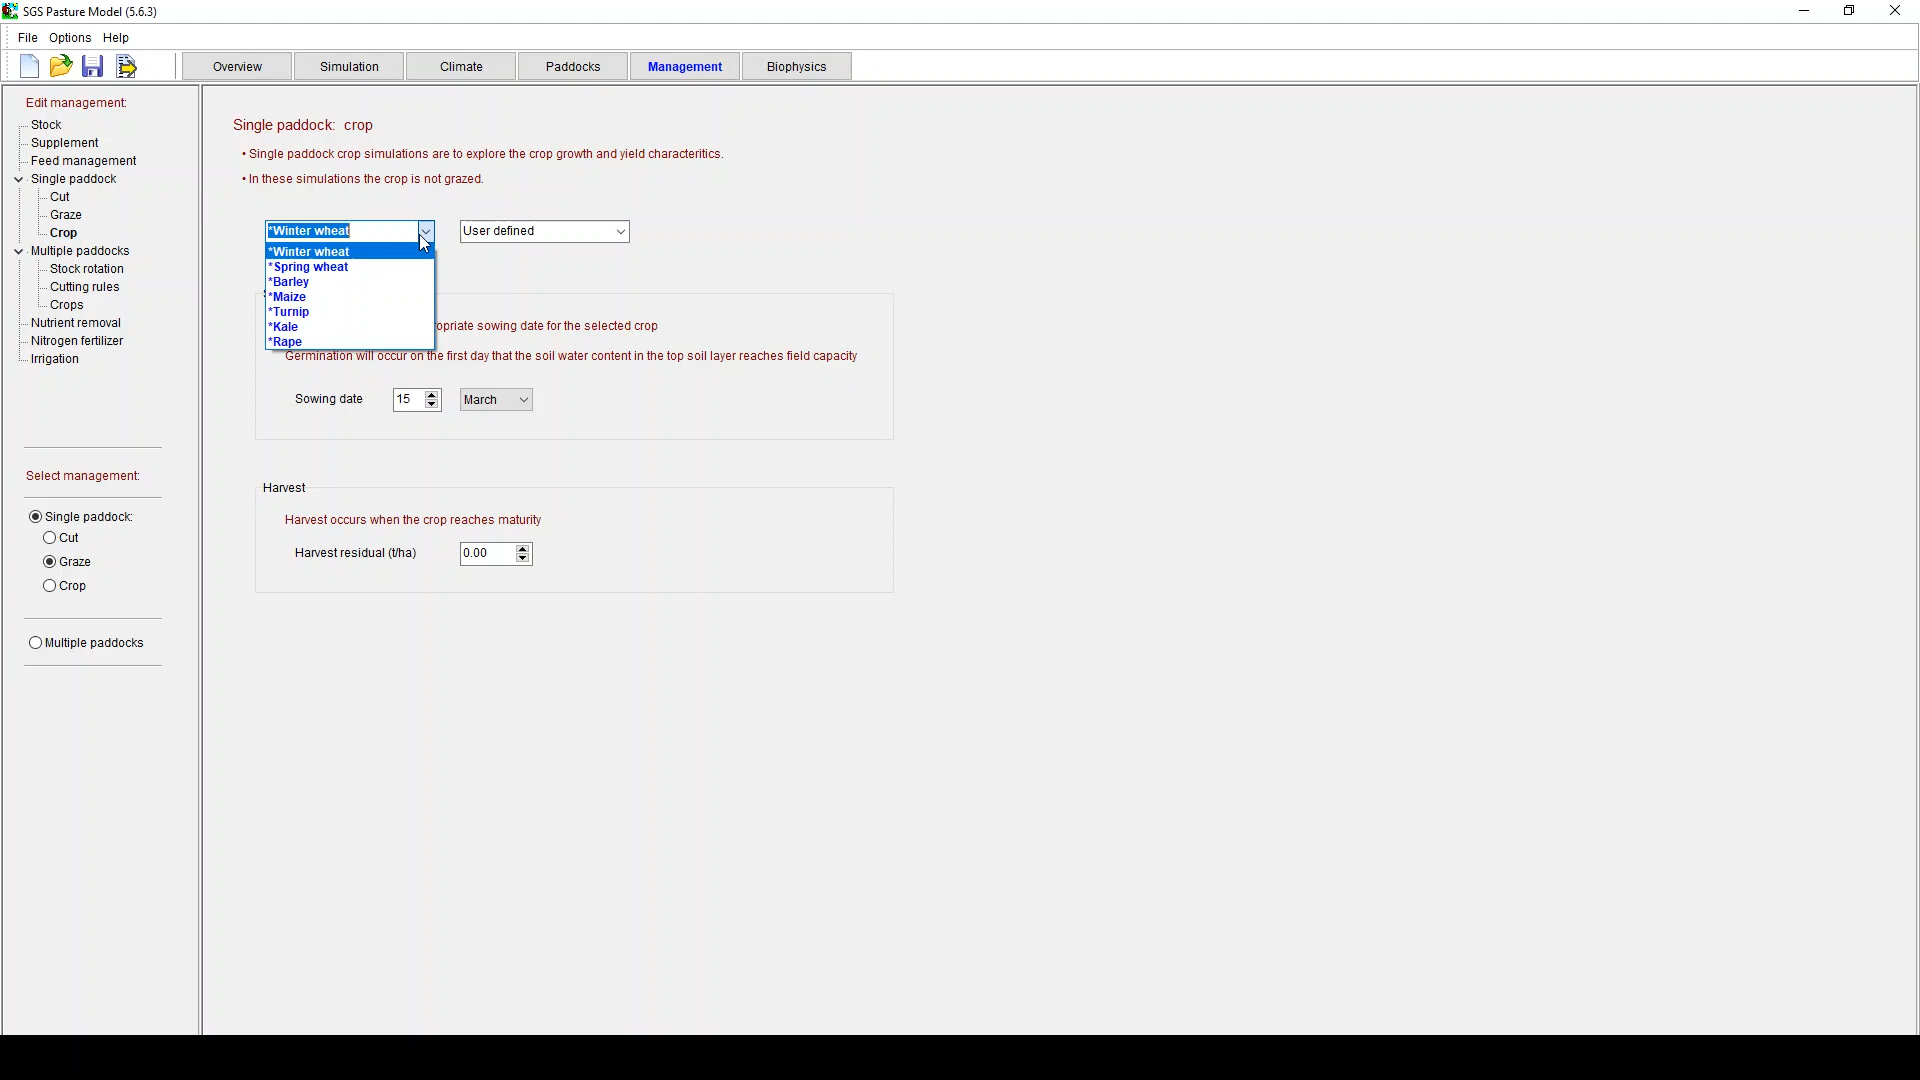 SGS Pasture Model (5.6.3)
File Options Help
Overview Simulation Climate Paddocks Management Biophysics
Edit management:
Stock
Supplement
Feed management
Single paddock
Cut
Graze
Crop
Multiple paddocks
Stock rotation
Cutting rules
Crops
Nutrient removal
Nitrogen fertilizer
Irrigation
Select management:
Single paddock:
Cut
Graze
Crop
Multiple paddocks
Single paddock: crop
• Single paddock crop simulations are to explore the crop growth and yield characteritics.
• In these simulations the crop is not grazed.
*Winter wheat User defined
*Winter wheat
*Spring wheat
*Barley
*Maize
*Turnip
*Kale
*Rape
sowing date for the selected crop
Germination will occur on the first day that the soil water content in the top soil layer reaches field capacity
Sowing date 15 March
Harvest
Harvest occurs when the crop reaches maturity
Harvest residual (t/ha) 0.00